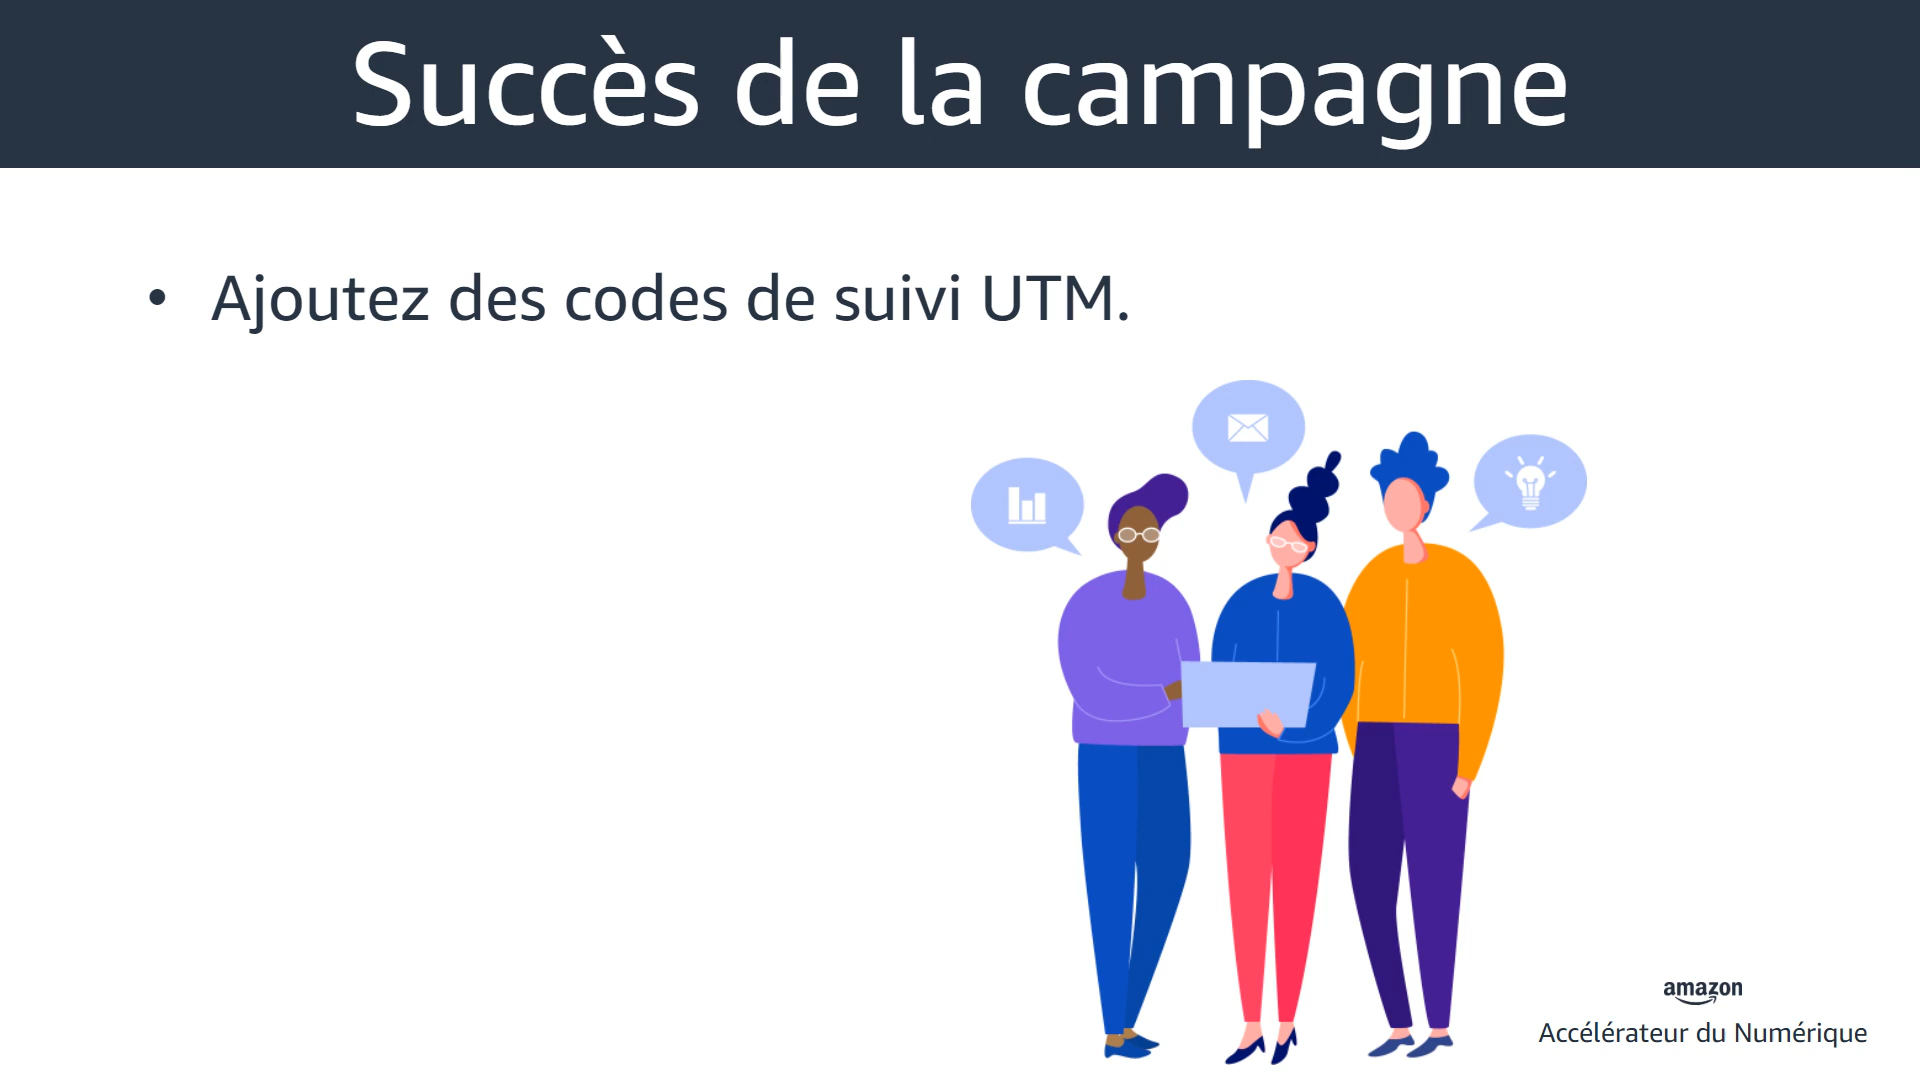 Succès de la campagne
• Ajoutez des codes de suivi UTM.
amazon
Accélérateur du Numérique